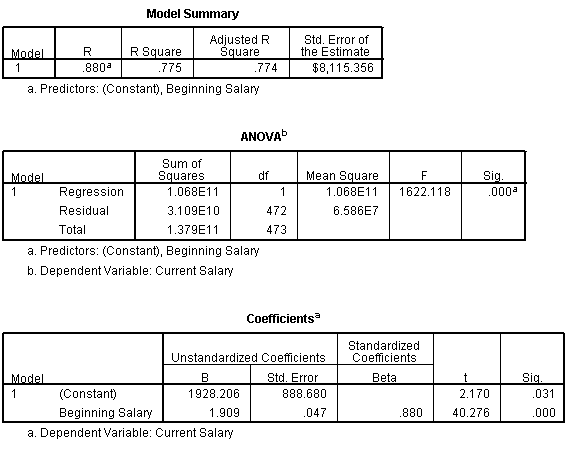 Model Summary
Model R R Square Adjusted R Square Std. Error of the Estimate
1 .880a .775 .774 $8,115.356
a. Predictors: (Constant), Beginning Salary
ANOVAb
Model Sum of Squares df Mean Square F Sig.
1 Regression 1.068E11 1 1.068E11 1622.118 .000a
Residual 3.109E10 472 6.586E7
Total 1.379E11 473
a. Predictors: (Constant), Beginning Salary
b. Dependent Variable: Current Salary
Coefficientsa
Unstandardized Coefficients Standardized Coefficients
Model B Std. Error Beta t Sig.
1 (Constant) 1928.206 888.680 2.170 .031
Beginning Salary 1.909 .047 .880 40.276 .000
a. Dependent Variable: Current Salary